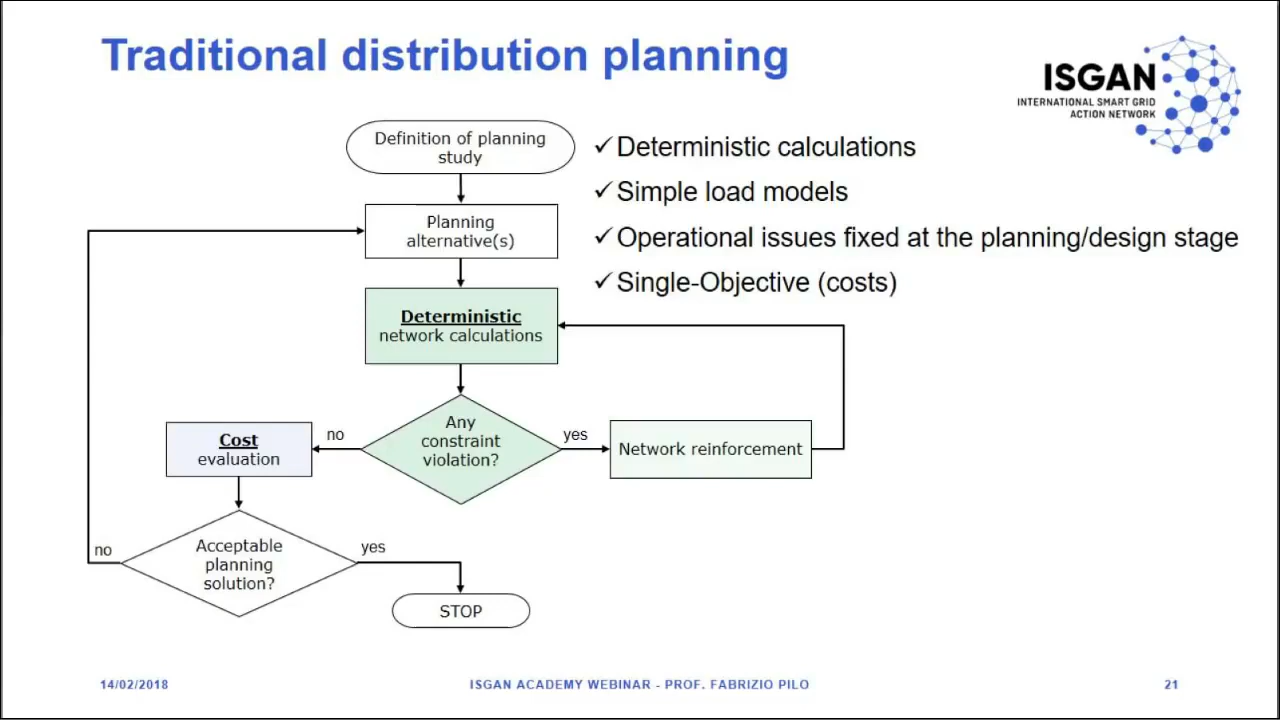 Traditional distribution planning
ISGAN
INTERNATIONAL SMART GRID
ACTION NETWORK
Definition of planning
study
Planning
alternative(s)
Deterministic
network calculations
Any
constraint
violation?
no
yes
Network reinforcement
Cost
evaluation
Acceptable
planning
solution?
no
yes
STOP
✓Deterministic calculations
✓Simple load models
✓Operational issues fixed at the planning/design stage
✓Single-Objective (costs)
14/02/2018
ISGAN ACADEMY WEBINAR - PROF. FABRIZIO PILO
21